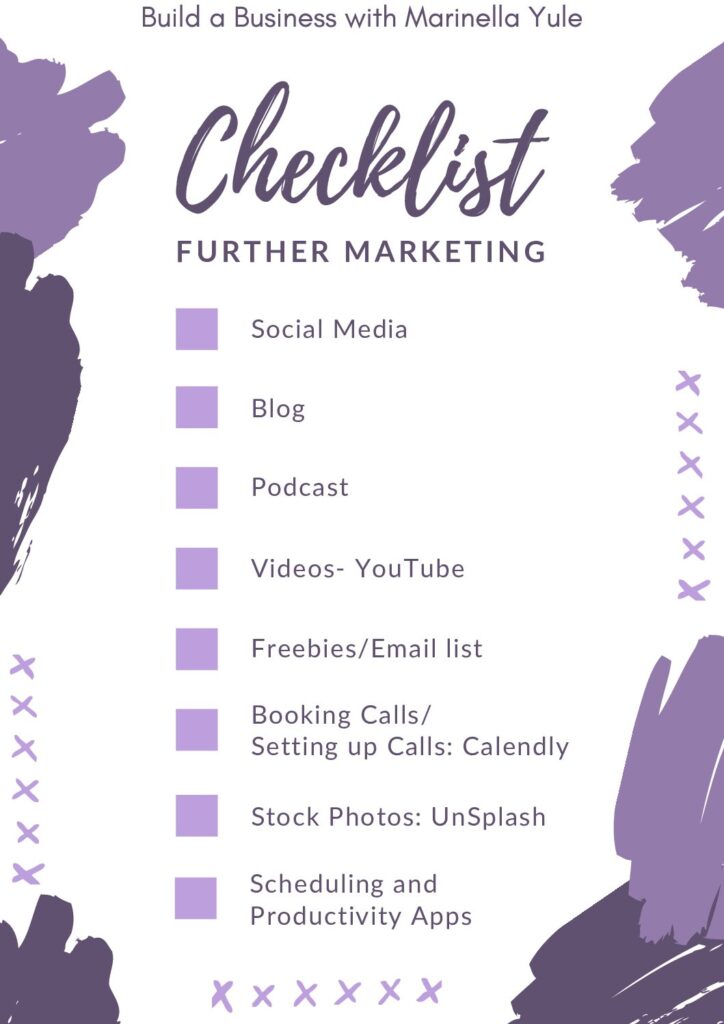 Build a Business with Marinella Yule
Checklist
FURTHER MARKETING
Social Media
Blog
Podcast
Videos- YouTube
Freebies/Email list
Booking Calls/
Setting up Calls: Calendly
Stock Photos: UnSplash
Scheduling and
Productivity Apps